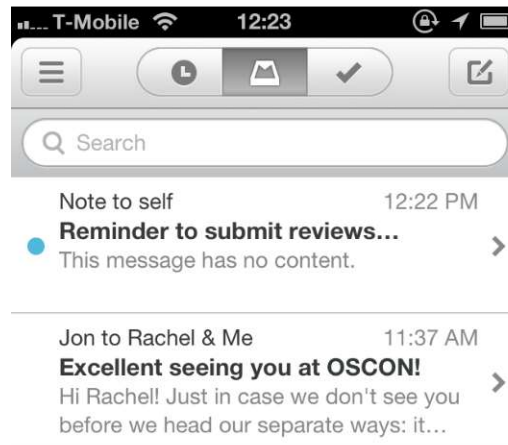 T-Mobile 12:23
Search
Note to self 12:22 PM
Reminder to submit reviews...
This message has no content.
Jon to Rachel & Me 11:37 AM
Excellent seeing you at OSCON!
Hi Rachel! Just in case we don't see you
before we head our separate ways: it...